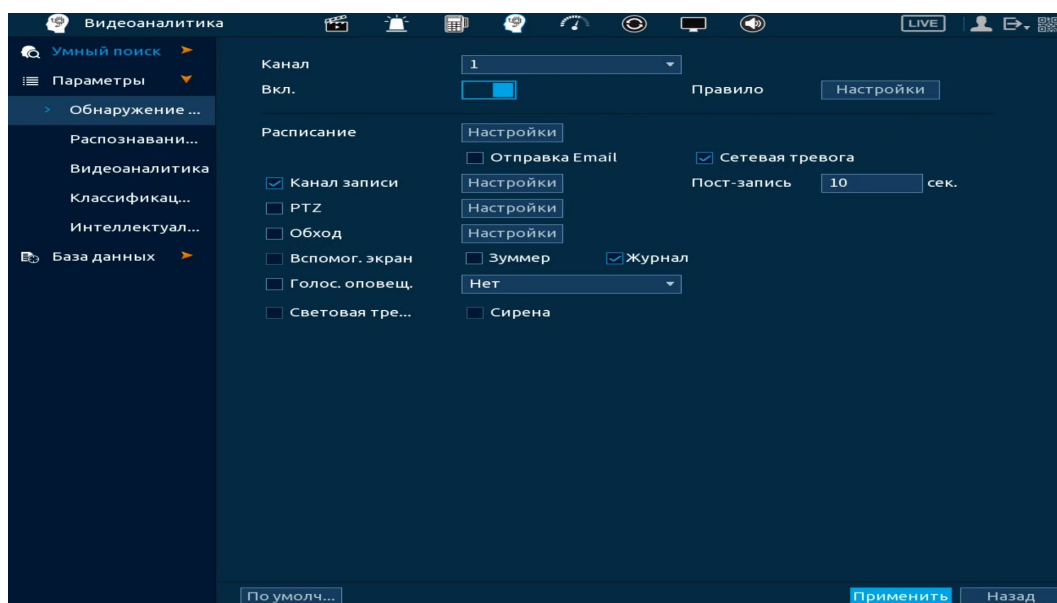 Видеоаналитика LIVE
Умный поиск
Параметры
Обнаружение ...
Распознавани...
Видеоаналитика
Классификац...
Интеллектуал...
База данных
Канал 1
Вкл. Правило Настройки
Расписание Настройки
Отправка Email Сетевая тревога
Канал записи Настройки Пост-запись 10 сек.
PTZ Настройки
Обход Настройки
Вспомог. экран Зуммер Журнал
Голос. оповещ. Нет
Световая тре... Сирена
По умолч... Применить Назад